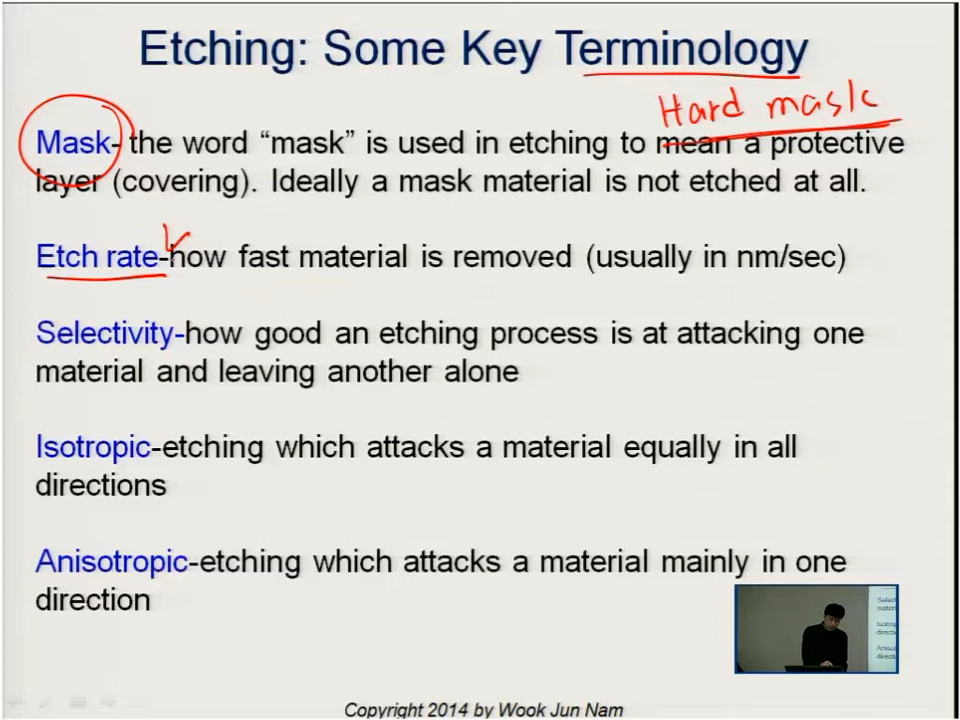 Etching: Some Key Terminology
Hard mask
Mask- the word “mask” is used in etching to mean a protective
layer (covering). Ideally a mask material is not etched at all.
Etch rate-how fast material is removed (usually in nm/sec)
Selectivity-how good an etching process is at attacking one
material and leaving another alone
Isotropic-etching which attacks a material equally in all
directions
Anisotropic-etching which attacks a material mainly in one
direction
Copyright 2014 by Wook Jun Nam